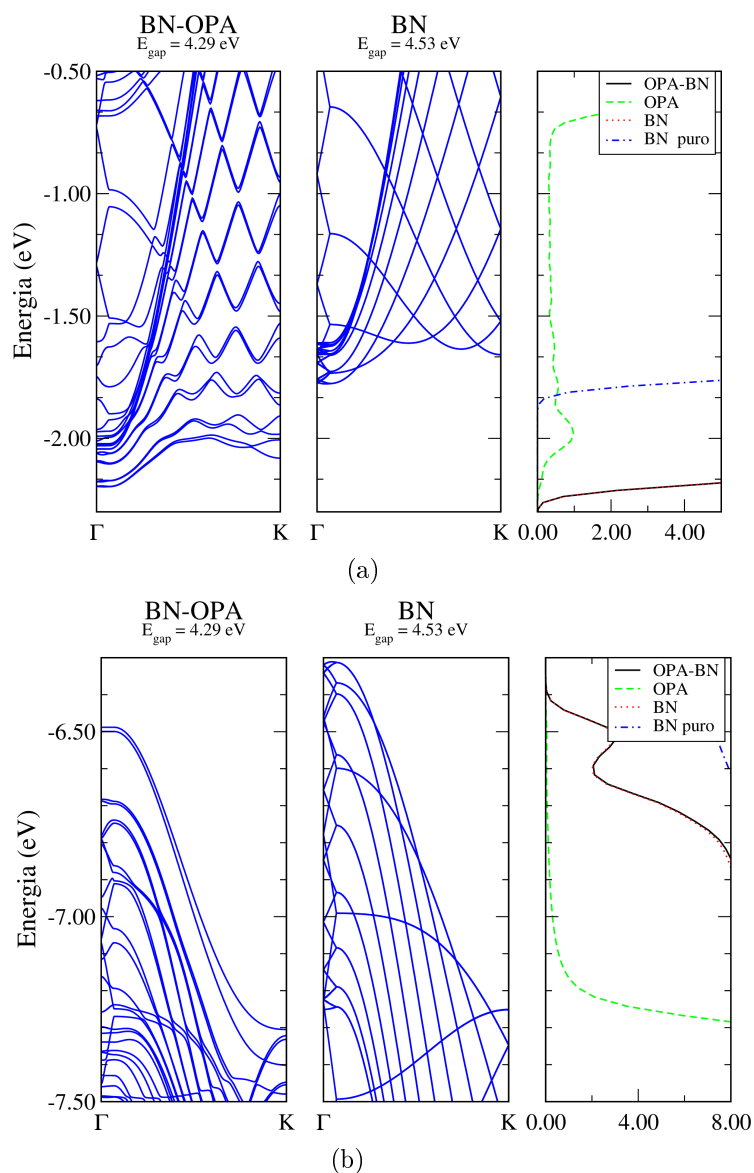 BN-OPA
E_gap = 4.29 eV
BN
E_gap = 4.53 eV
Energia (eV)
-0.50
-1.00
-1.50
-2.00
OPA-BN
OPA
BN
BN puro
Γ
K
Γ
K
0.00
2.00
4.00
(a)
BN-OPA
E_gap = 4.29 eV
BN
E_gap = 4.53 eV
Energia (eV)
-6.50
-7.00
-7.50
OPA-BN
OPA
BN
BN puro
Γ
K
Γ
K
0.00
4.00
8.00
(b)